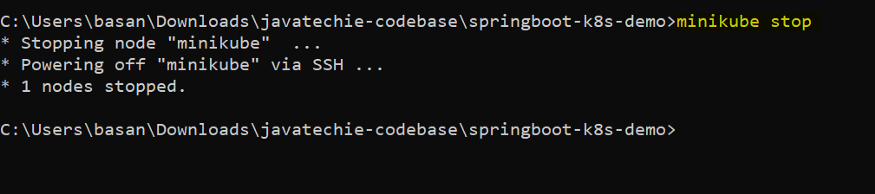 C:\Users\basan\Downloads\javatechie-codebase\springboot-k8s-demo>minikube stop
* Stopping node "minikube"  ...
* Powering off "minikube" via SSH ...
* 1 nodes stopped.
C:\Users\basan\Downloads\javatechie-codebase\springboot-k8s-demo>